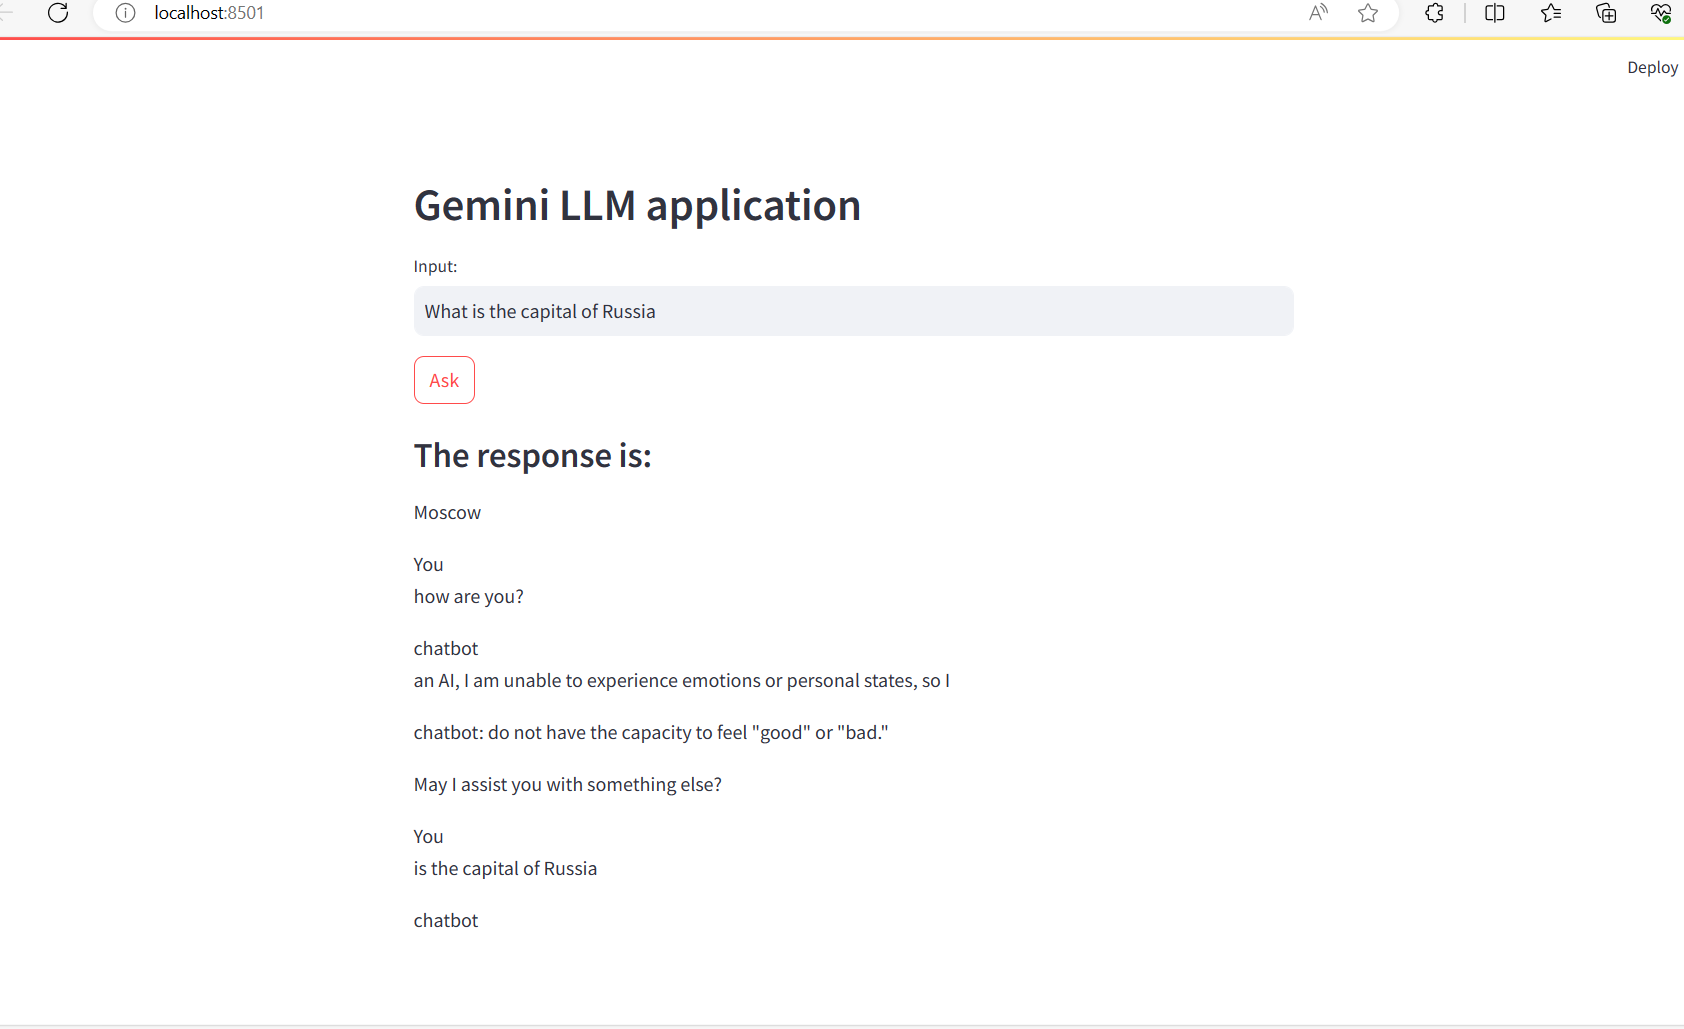 localhost:8501
Deploy
Gemini LLM application
Input:
What is the capital of Russia
Ask
The response is:
Moscow
You
how are you?
chatbot
an AI, I am unable to experience emotions or personal states, so I
chatbot: do not have the capacity to feel "good" or "bad."
May I assist you with something else?
You
is the capital of Russia
chatbot